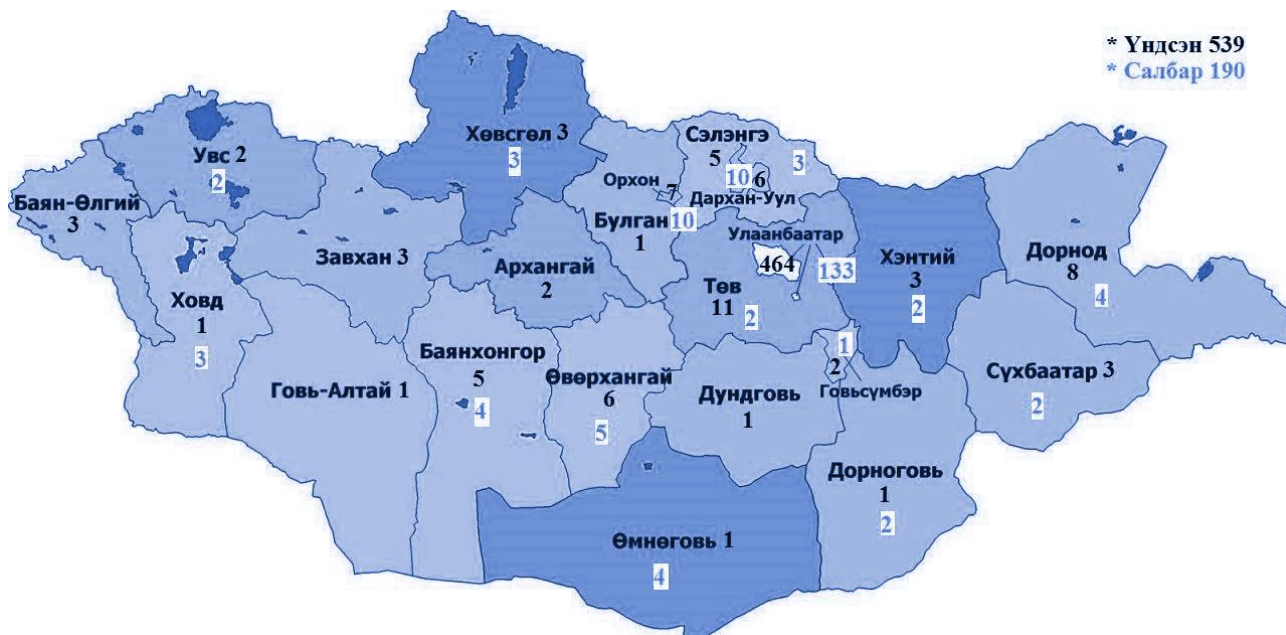 * Үндсэн 539
* Салбар 190
Хөвсгөл 3
3
Сэлэнгэ
5
3
10
6
Дархан-Уул
Увс 2
2
Орхон
7
10
Баян-Өлгий
3
Булган
1
Улаанбаатар
464
133
Завхан 3
Архангай
2
Хэнтий
3
2
Дорнод
8
4
Ховд
1
3
Төв
11
2
Баянхонгор
5
4
Өвөрхангай
6
5
1
2
Говьсүмбэр
Сүхбаатар 3
2
Говь-Алтай 1
Дундговь
1
Дорноговь
1
2
Өмнөговь 1
4